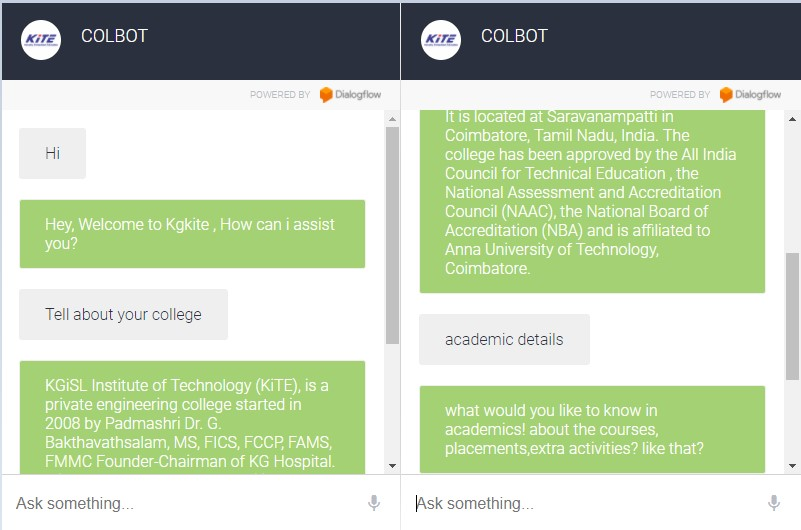 KiTE
COLBOT
POWERED BY Dialogflow
Hi
Hey, Welcome to Kgkite , How can i assist
you?
Tell about your college
KGiSL Institute of Technology (KiTE), is a
private engineering college started in
2008 by Padmashri Dr. G.
Bakthavathsalam, MS, FICS, FCCP, FAMS,
FMMC Founder-Chairman of KG Hospital.
Ask something...
KiTE
COLBOT
POWERED BY Dialogflow
It is located at Saravanampatti in
Coimbatore, Tamil Nadu, India. The
college has been approved by the All India
Council for Technical Education , the
National Assessment and Accreditation
Council (NAAC), the National Board of
Accreditation (NBA) and is affiliated to
Anna University of Technology,
Coimbatore.
academic details
what would you like to know in
academics! about the courses,
placements,extra activities? like that?
Ask something...